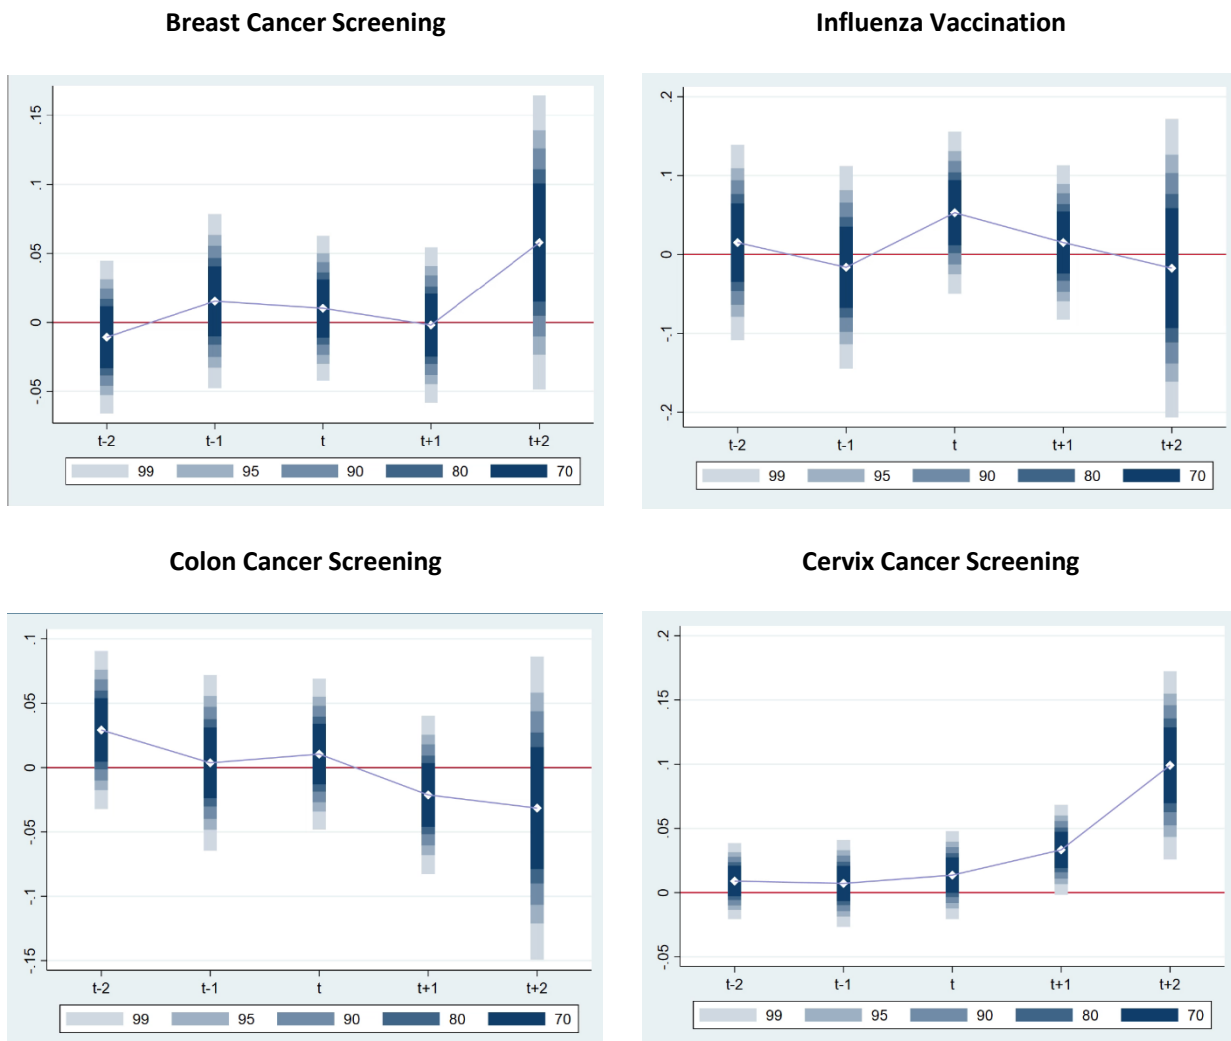 Breast Cancer Screening
.15
.1
.05
0
-.05
t-2 t-1 t t+1 t+2
99 95 90 80 70
Influenza Vaccination
.2
.1
0
-.1
-.2
t-2 t-1 t t+1 t+2
99 95 90 80 70
Colon Cancer Screening
.1
.05
0
-.05
-.1
-.15
t-2 t-1 t t+1 t+2
99 95 90 80 70
Cervix Cancer Screening
.2
.15
.1
.05
0
-.05
t-2 t-1 t t+1 t+2
99 95 90 80 70